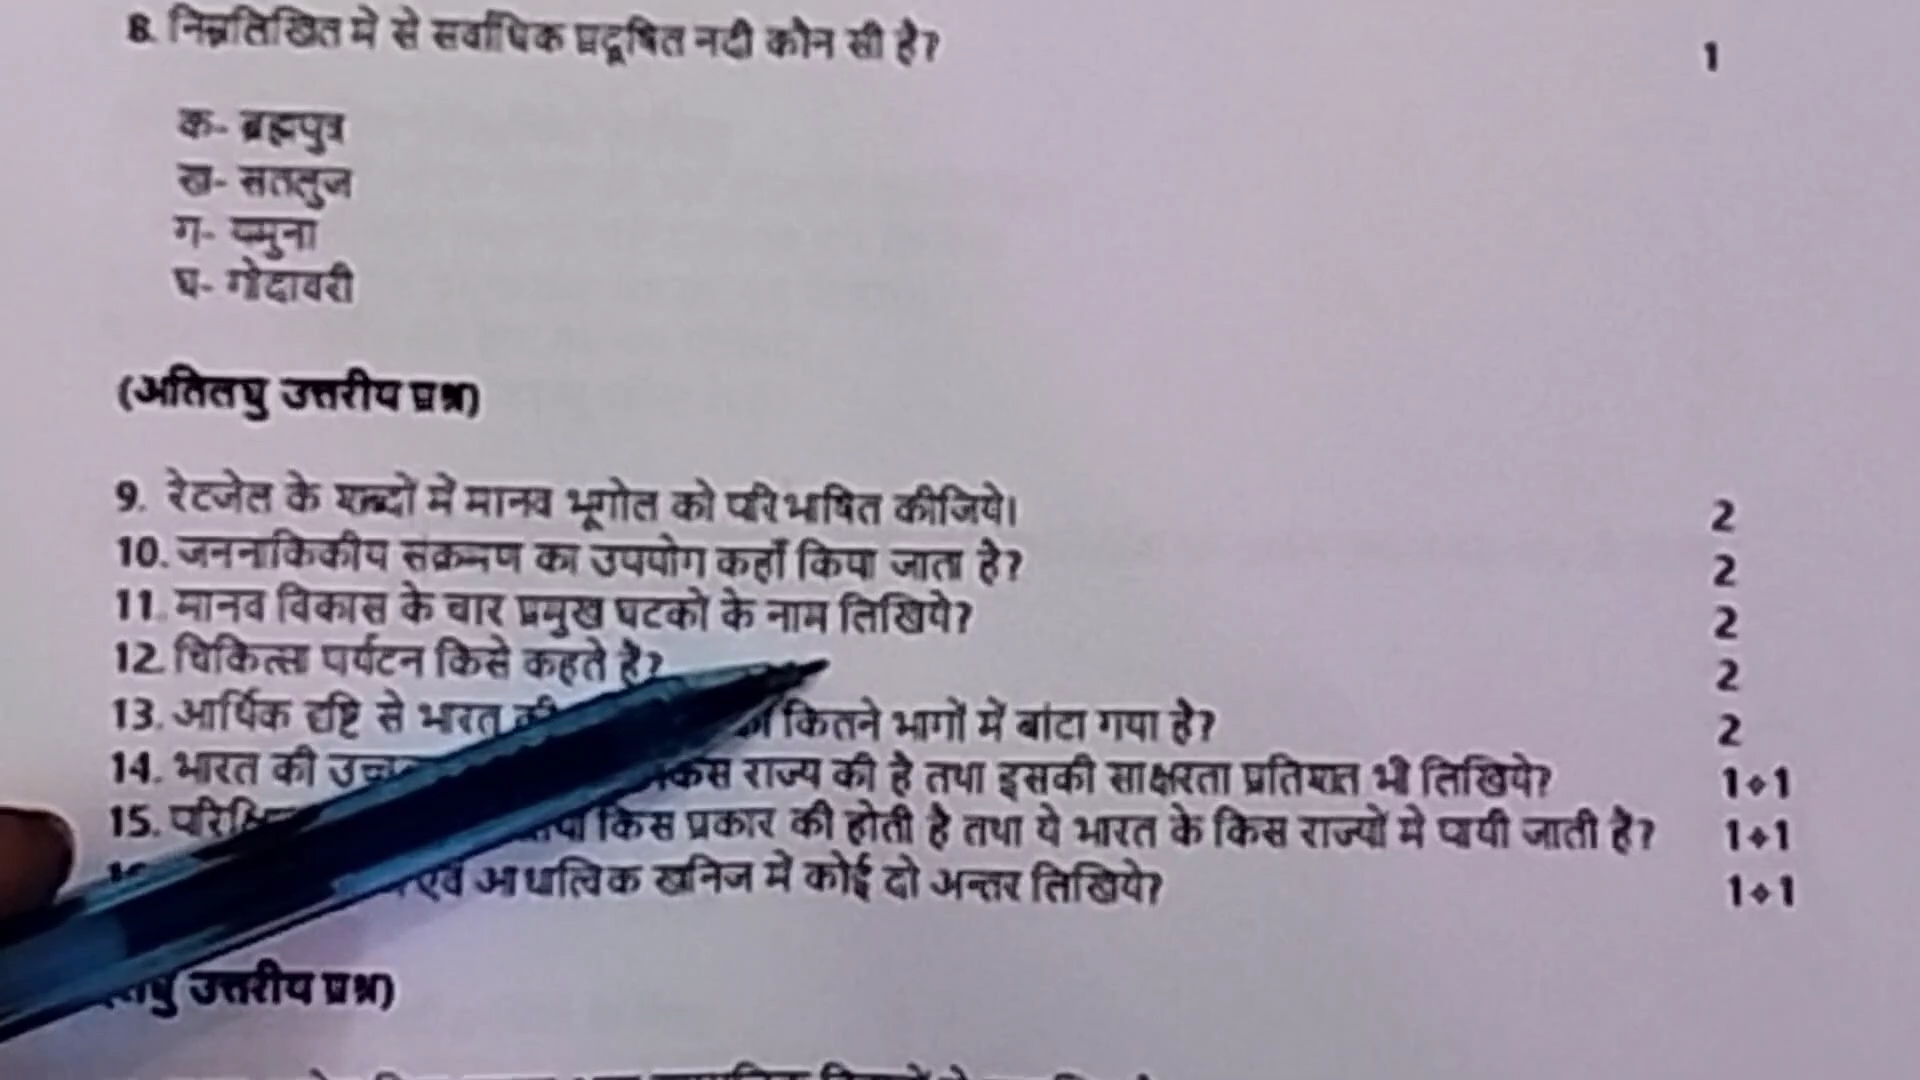 8. निम्नलिखित में से सर्वाधिक प्रदूषित नदी कौन सी है? 1
क- ब्रह्मपुत्र
ख- सतलुज
ग- यमुना
घ- गोदावरी
(अतिलघु उत्तरीय प्रश्न)
9. रेटजेल के शब्दों में मानव भूगोल को परिभाषित कीजिये। 2
10. जननांकिकीय संक्रमण का उपयोग कहाँ किया जाता है? 2
11. मानव विकास के चार प्रमुख घटकों के नाम लिखिये? 2
12. चिकित्सा पर्यटन किसे कहते है? 2
13. आर्थिक दृष्टि से भारत की कितने भागों में बांटा गया है? 2
14. भारत की राज्य की है तथा इसकी साक्षरता प्रतिशत भी लिखिये? 1+1
15. किस प्रकार की होती है तथा ये भारत के किस राज्यों में पायी जाती है? 1+1
एवं अधात्विक खनिज में कोई दो अन्तर लिखिये? 1+1
उत्तरीय प्रश्न)